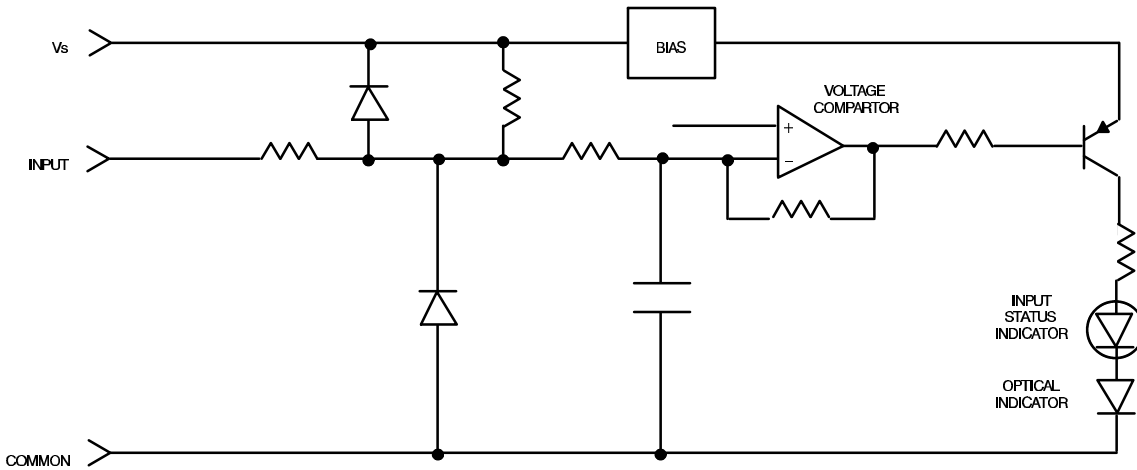 Vs
BIAS
VOLTAGE
COMPARTOR
+
INPUT
−
INPUT
STATUS
INDICATOR
OPTICAL
INDICATOR
COMMON